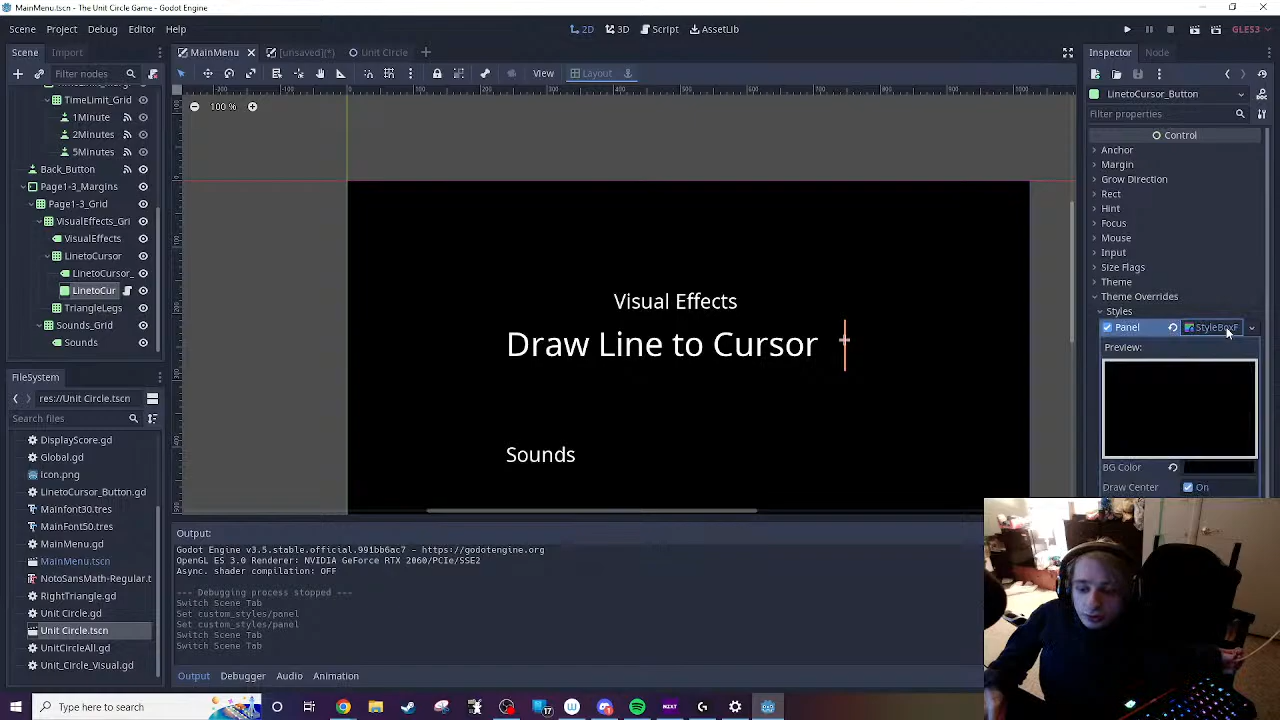 MainMenu.tscn - The Unit Circle Game - Godot Engine
Scene Project Debug Editor Help
2D 3D Script AssetLib
GLES3
Scene Import
MainMenu [unsaved](*) Unit Circle
Inspector Node
Filter nodes
View Layout
100 %
LinetoCursor_Button
Filter properties
TimeLimit_Grid
1Minute
2Minutes
5Minutes
Back_Button
Page1-3_Margins
Page1-3_Grid
VisualEffects_Gri
VisualEffects
LinetoCursor
LinetoCursor_
LinetoCur
TriangleLegs
Sounds_Grid
Sounds
Control
Anchor
Margin
Grow Direction
Rect
Hint
Focus
Mouse
Input
Size Flags
Theme
Theme Overrides
Styles
Panel StyleBoxF
Preview:
BG Color
Draw Center On
Visual Effects
Draw Line to Cursor
Sounds
FileSystem
res://Unit Circle.tscn
Search files
DisplayScore.gd
Global.gd
icon.png
LinetoCursor_Button.gd
Mainfont30.tres
MainFont50.tres
MainMenu.gd
MainMenu.tscn
NotoSansMath-Regular.t
RightTriangle.gd
Unit Circle.gd
Unit Circle.tscn
UnitCircleAll.gd
Unit_Circle_Visual.gd
Output:
Godot Engine v3.5.stable.official.991bb6ac7 - https://godotengine.org
OpenGL ES 3.0 Renderer: NVIDIA GeForce RTX 2060/PCIe/SSE2
Async. shader compilation: OFF
--- Debugging process stopped ---
Switch Scene Tab
Set custom_styles/panel
Set custom_styles/panel
Switch Scene Tab
Switch Scene Tab
Output Debugger Audio Animation
Type here to search